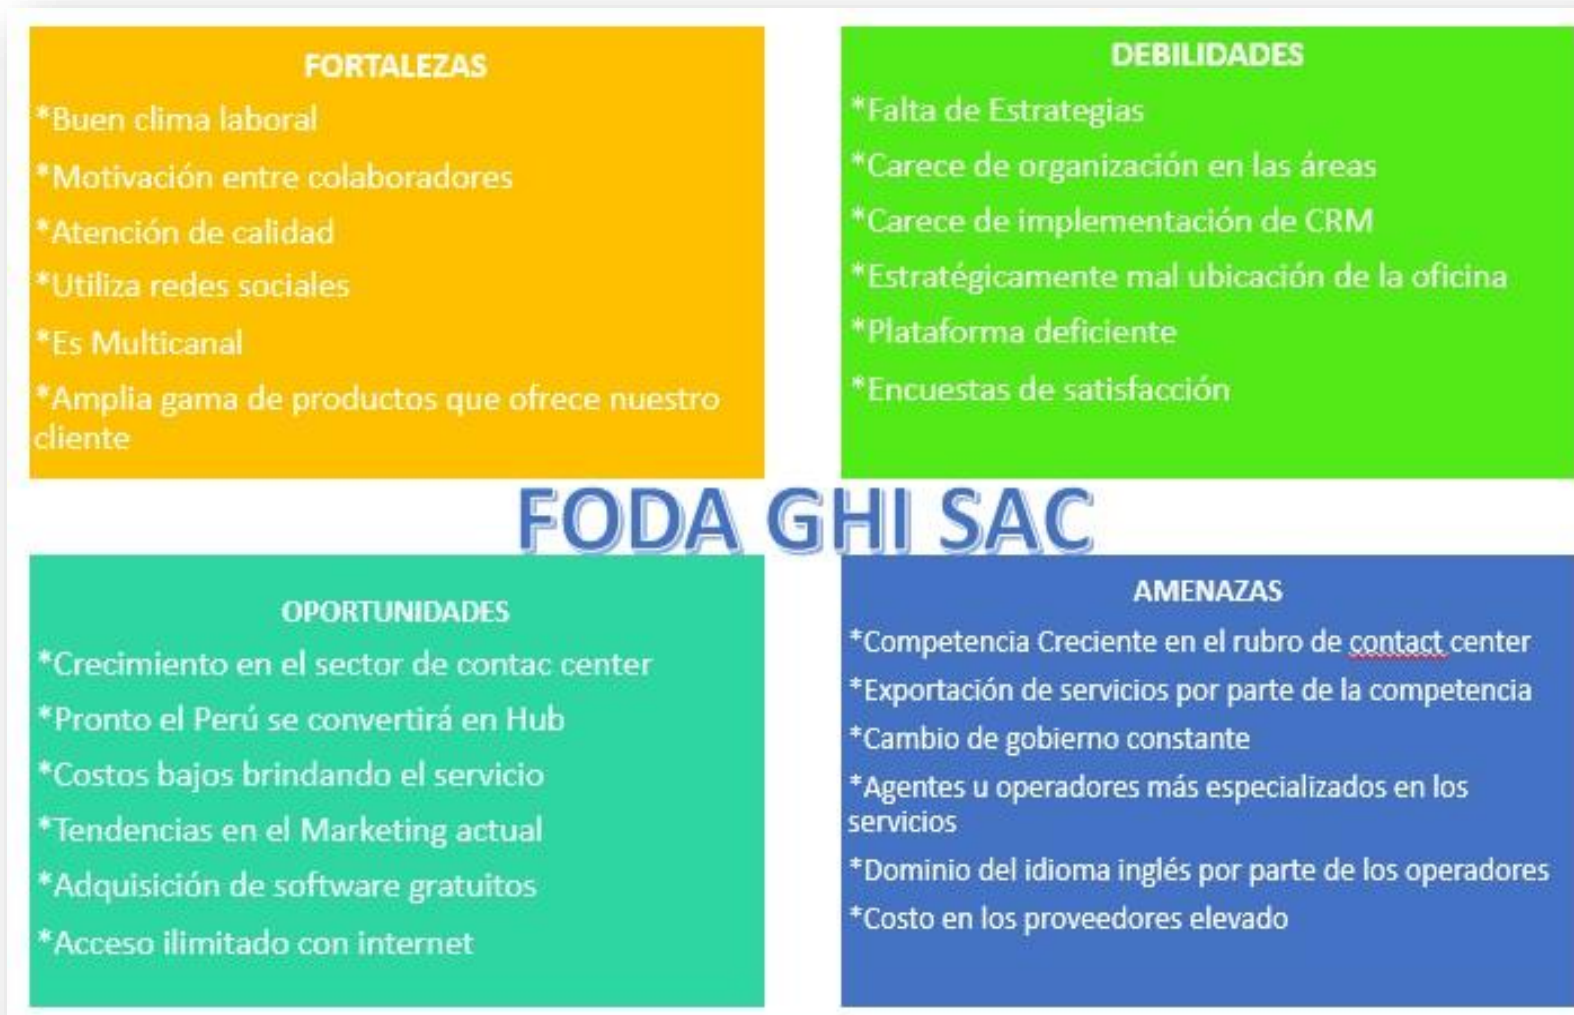 FORTALEZAS
*Buen clima laboral
*Motivación entre colaboradores
*Atención de calidad
*Utiliza redes sociales
*Es Multicanal
*Amplia gama de productos que ofrece nuestro
cliente
DEBILIDADES
*Falta de Estrategias
*Carece de organización en las áreas
*Carece de implementación de CRM
*Estratégicamente mal ubicación de la oficina
*Plataforma deficiente
*Encuestas de satisfacción
FODA GHI SAC
OPORTUNIDADES
*Crecimiento en el sector de contac center
*Pronto el Perú se convertirá en Hub
*Costos bajos brindando el servicio
*Tendencias en el Marketing actual
*Adquisición de software gratuitos
*Acceso ilimitado con internet
AMENAZAS
*Competencia Creciente en el rubro de contact center
*Exportación de servicios por parte de la competencia
*Cambio de gobierno constante
*Agentes u operadores más especializados en los
servicios
*Dominio del idioma inglés por parte de los operadores
*Costo en los proveedores elevado